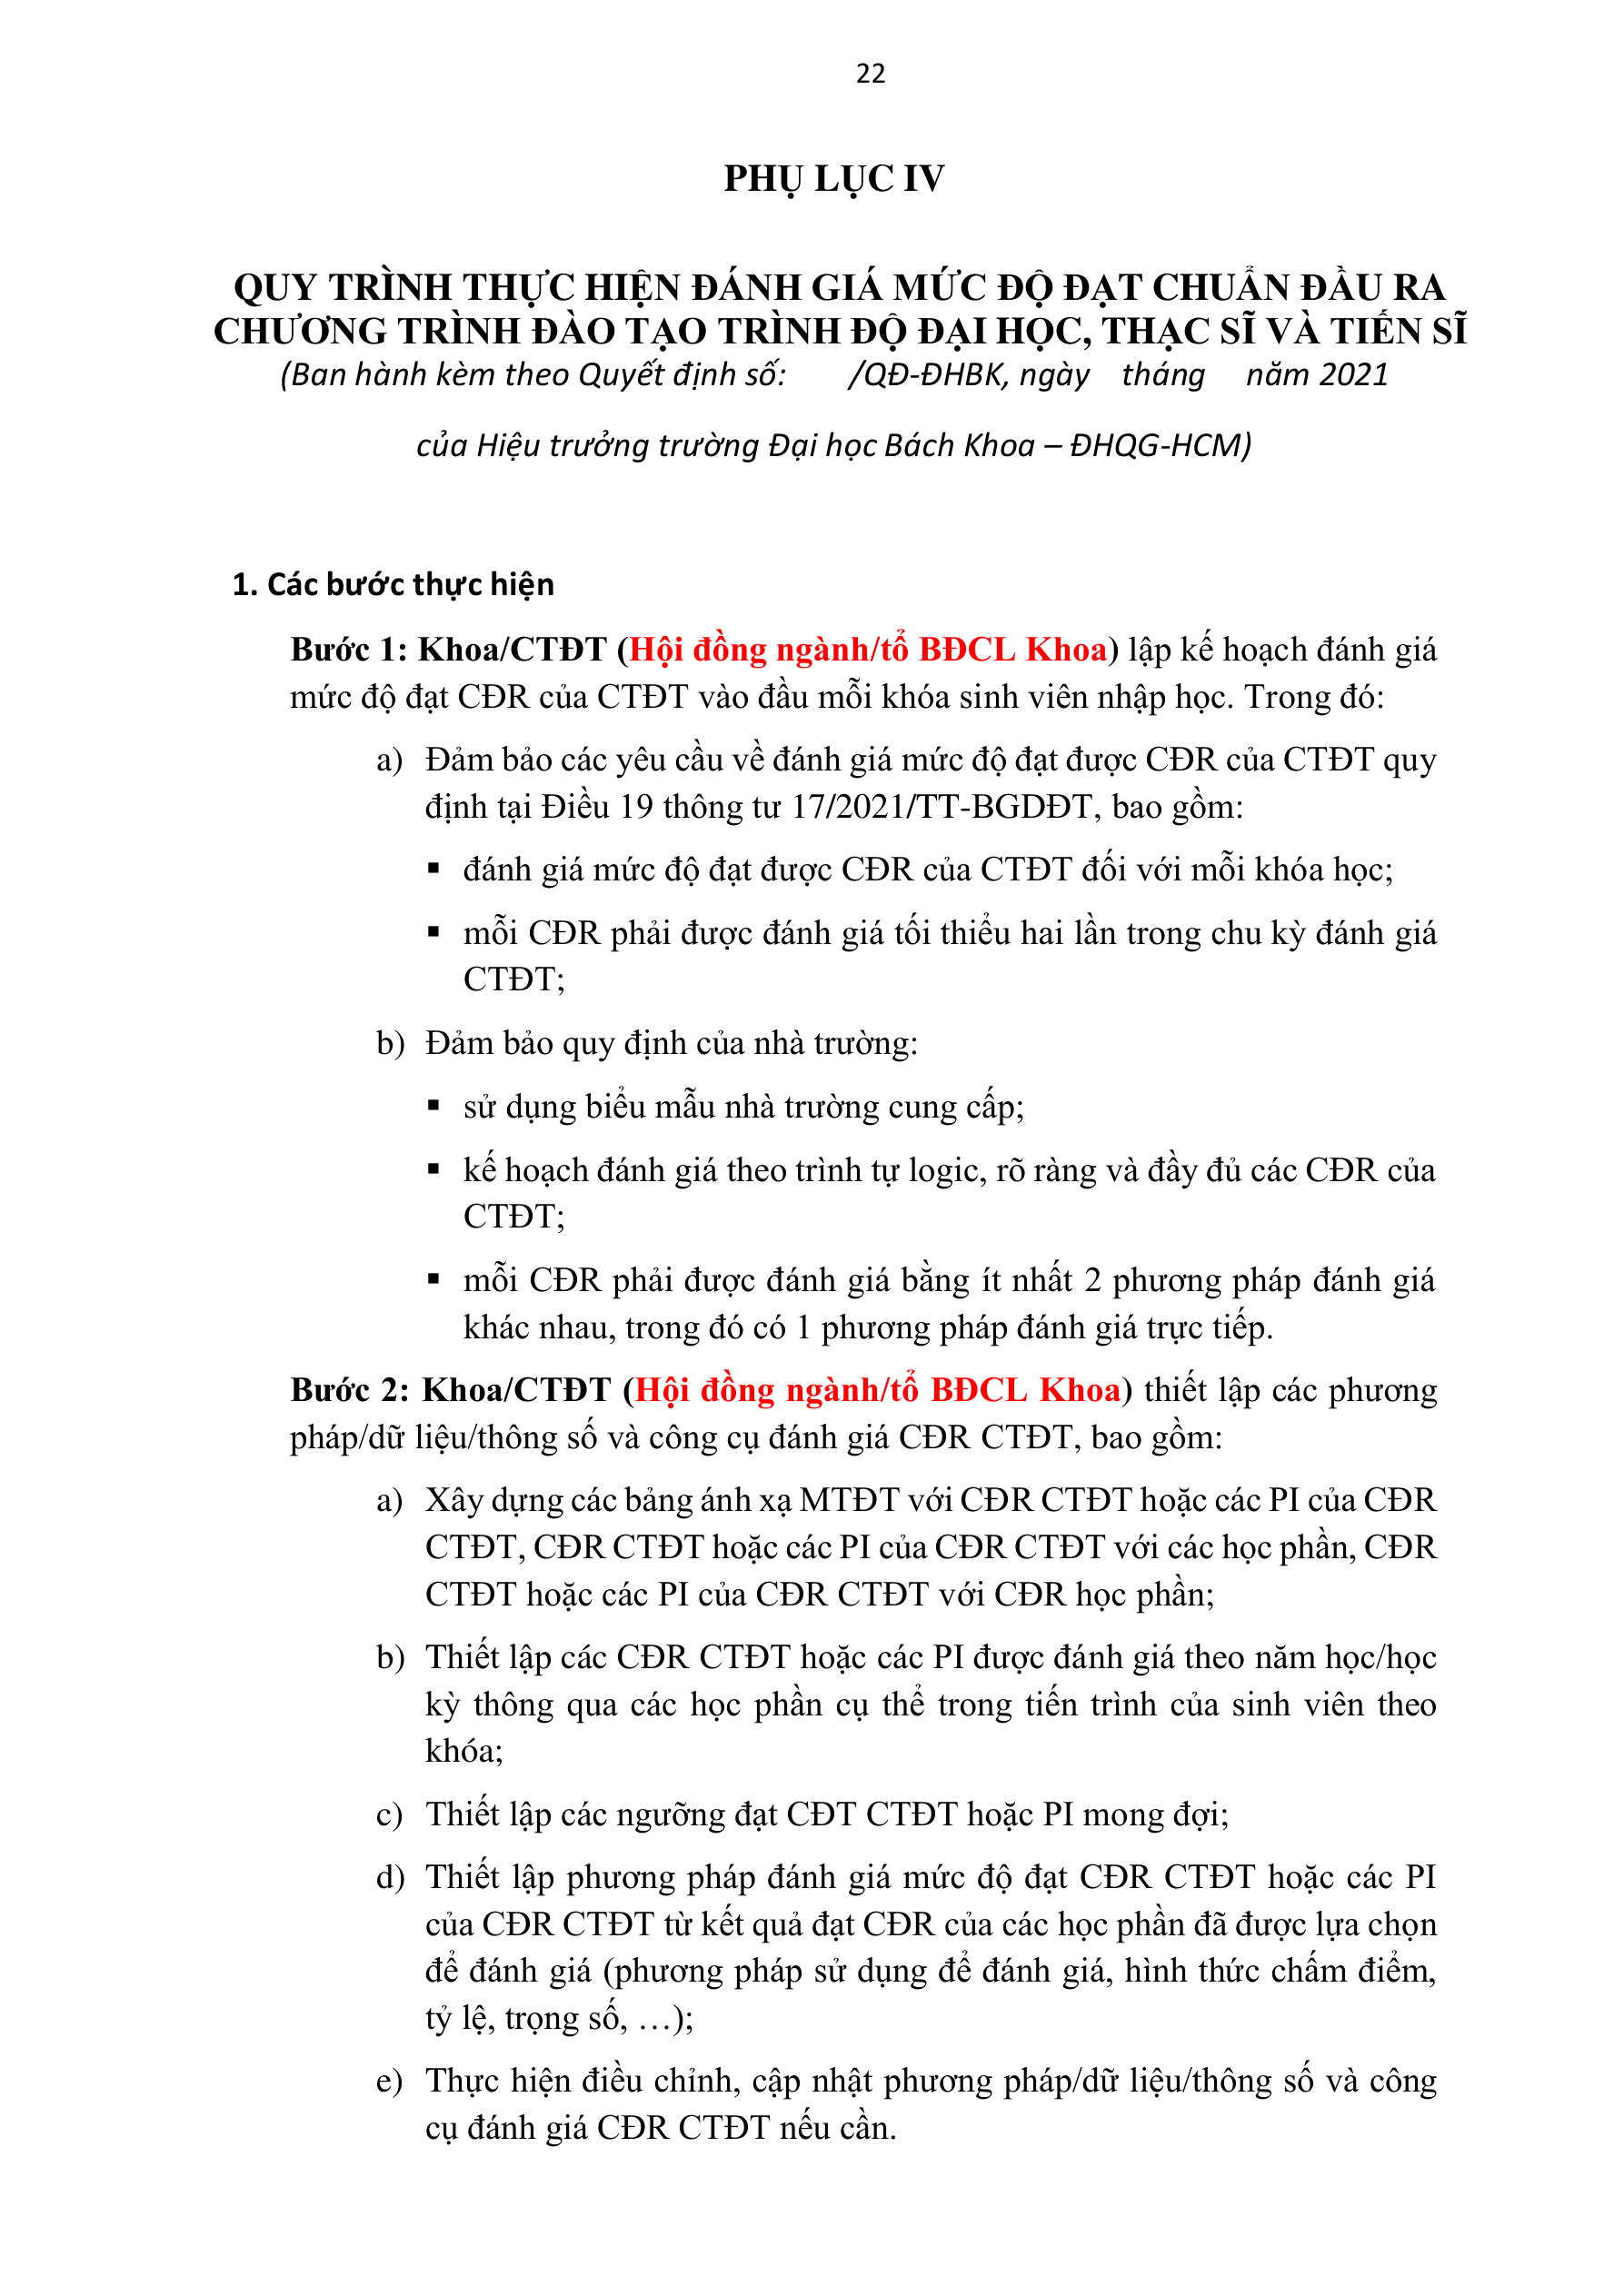 22
PHỤ LỤC IV
QUY TRÌNH THỰC HIỆN ĐÁNH GIÁ MỨC ĐỘ ĐẠT CHUẨN ĐẦU RA
CHƯƠNG TRÌNH ĐÀO TẠO TRÌNH ĐỘ ĐẠI HỌC, THẠC SĨ VÀ TIẾN SĨ
(Ban hành kèm theo Quyết định số: /QĐ-ĐHBK, ngày tháng năm 2021
của Hiệu trưởng trường Đại học Bách Khoa – ĐHQG-HCM)
1. Các bước thực hiện
Bước 1: Khoa/CTĐT (Hội đồng ngành/tổ BĐCL Khoa) lập kế hoạch đánh giá
mức độ đạt CĐR của CTĐT vào đầu mỗi khóa sinh viên nhập học. Trong đó:
a) Đảm bảo các yêu cầu về đánh giá mức độ đạt được CĐR của CTĐT quy
định tại Điều 19 thông tư 17/2021/TT-BGDĐT, bao gồm:
▪ đánh giá mức độ đạt được CĐR của CTĐT đối với mỗi khóa học;
▪ mỗi CĐR phải được đánh giá tối thiểu hai lần trong chu kỳ đánh giá
CTĐT;
b) Đảm bảo quy định của nhà trường:
▪ sử dụng biểu mẫu nhà trường cung cấp;
▪ kế hoạch đánh giá theo trình tự logic, rõ ràng và đầy đủ các CĐR của
CTĐT;
▪ mỗi CĐR phải được đánh giá bằng ít nhất 2 phương pháp đánh giá
khác nhau, trong đó có 1 phương pháp đánh giá trực tiếp.
Bước 2: Khoa/CTĐT (Hội đồng ngành/tổ BĐCL Khoa) thiết lập các phương
pháp/dữ liệu/thông số và công cụ đánh giá CĐR CTĐT, bao gồm:
a) Xây dựng các bảng ánh xạ MTĐT với CĐR CTĐT hoặc các PI của CĐR
CTĐT, CĐR CTĐT hoặc các PI của CĐR CTĐT với các học phần, CĐR
CTĐT hoặc các PI của CĐR CTĐT với CĐR học phần;
b) Thiết lập các CĐR CTĐT hoặc các PI được đánh giá theo năm học/học
kỳ thông qua các học phần cụ thể trong tiến trình của sinh viên theo
khóa;
c) Thiết lập các ngưỡng đạt CĐT CTĐT hoặc PI mong đợi;
d) Thiết lập phương pháp đánh giá mức độ đạt CĐR CTĐT hoặc các PI
của CĐR CTĐT từ kết quả đạt CĐR của các học phần đã được lựa chọn
để đánh giá (phương pháp sử dụng để đánh giá, hình thức chấm điểm,
tỷ lệ, trọng số, …);
e) Thực hiện điều chỉnh, cập nhật phương pháp/dữ liệu/thông số và công
cụ đánh giá CĐR CTĐT nếu cần.